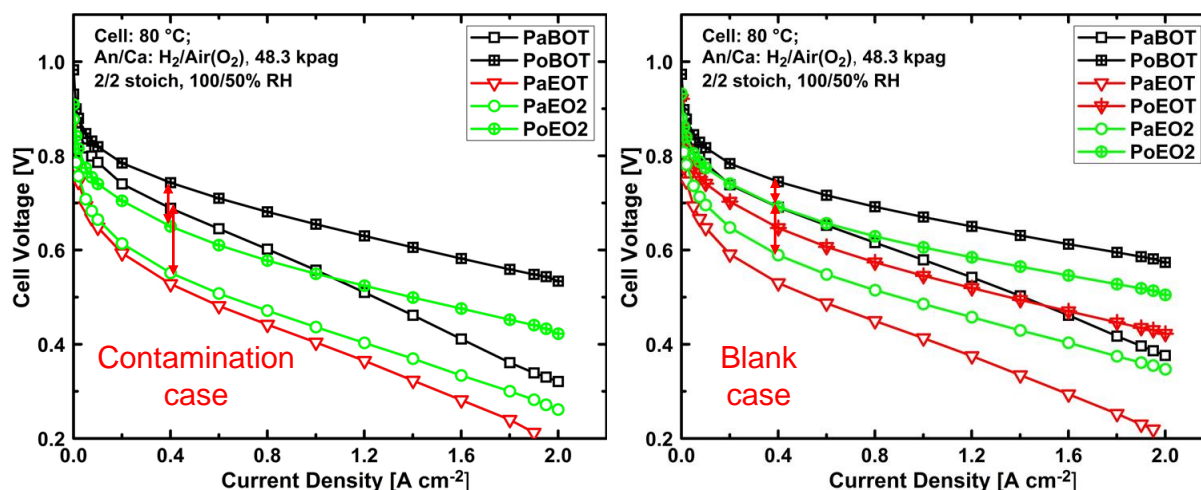 Cell: 80 °C;
An/Ca: H₂/Air(O₂), 48.3 kpag
2/2 stoich, 100/50% RH
PaBOT
PoBOT
PaEOT
PaEO2
PoEO2
Contamination
case
1.0
0.8
0.6
0.4
0.2
Cell Voltage [V]
0.0 0.4 0.8 1.2 1.6 2.0
Current Density [A cm⁻²]
Cell: 80 °C;
An/Ca: H₂/Air(O₂), 48.3 kpag
2/2 stoich, 100/50% RH
PaBOT
PoBOT
PaEOT
PoEOT
PaEO2
PoEO2
Blank
case
1.0
0.8
0.6
0.4
0.2
Cell Voltage [V]
0.0 0.4 0.8 1.2 1.6 2.0
Current Density [A cm⁻²]